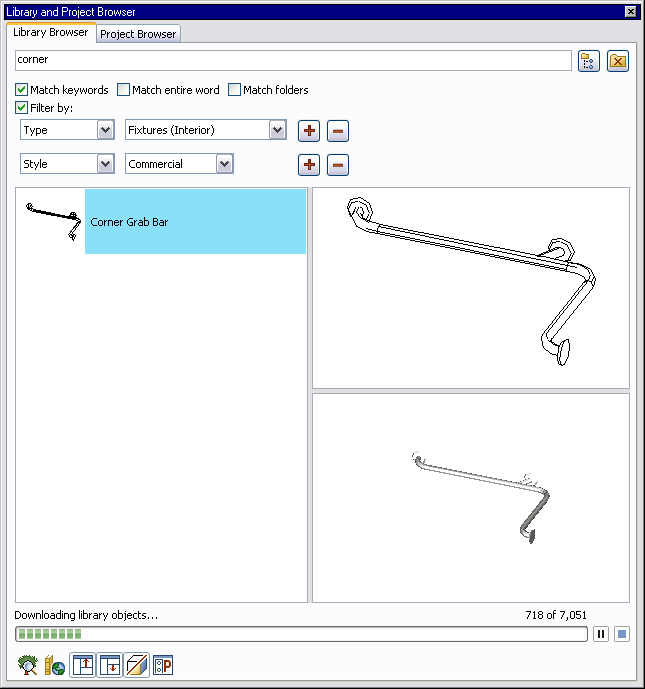 Library and Project Browser
Library Browser Project Browser
corner
Match keywords Match entire word Match folders
Filter by:
Type Fixtures (Interior)
Style Commercial
Corner Grab Bar
Downloading library objects... 718 of 7,051
P